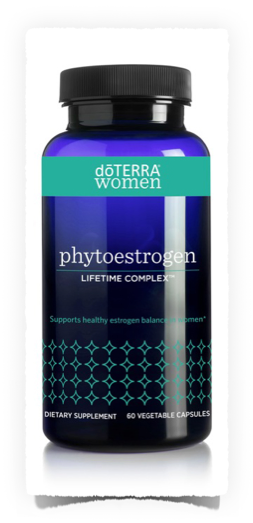 dōTERRA®
women
phytoestrogen
LIFETIME COMPLEX™
Supports healthy estrogen balance in women*
DIETARY SUPPLEMENT 60 VEGETABLE CAPSULES